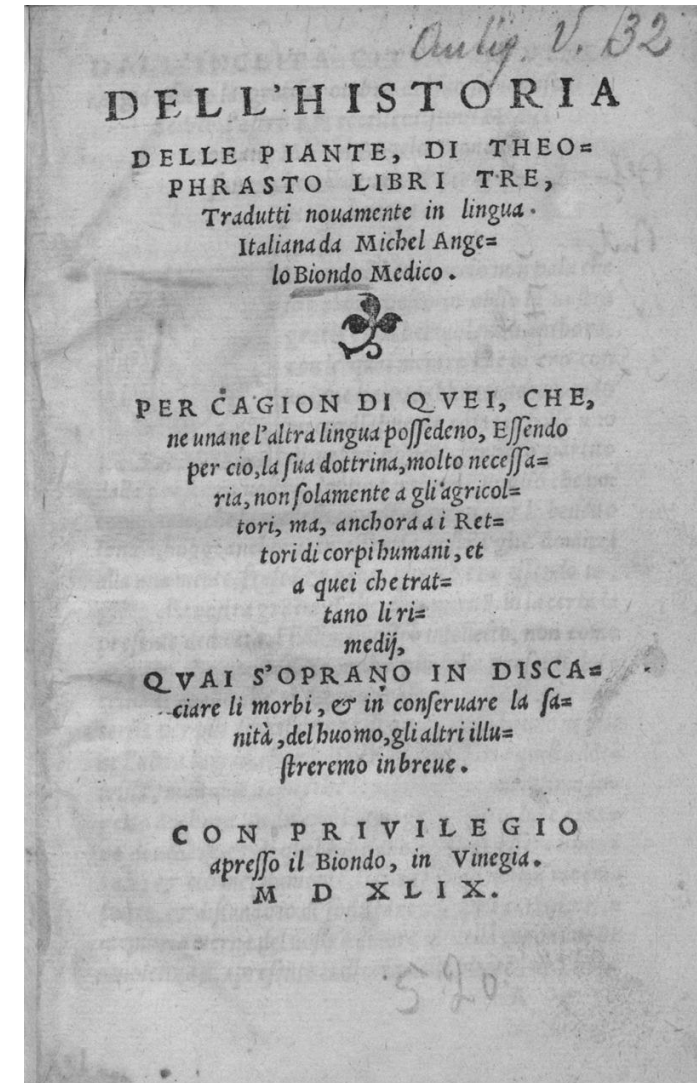 Antiq. V. 132
DELL'HISTORIA
DELLE PIANTE, DI THEO=
PHRASTO LIBRI TRE,
Tradutti nouamente in lingua.
Italiana da Michel Ange=
lo Biondo Medico.
PER CAGION DI QVEI, CHE,
ne una ne l'altra lingua poſſedeno, Eſſendo
per cio, la ſua dottrina, molto neceſſa=
ria, non ſolamente a gli agricol=
tori, ma, anchora a i Ret=
tori di corpi humani, et
a quei che trat=
tano li ri=
medij,
QVAI S'OPRANO IN DISCA=
ciare li morbi, & in conſeruare la ſa=
nità, del huomo, gli altri illu=
ſtreremo in breue.
CON PRIVILEGIO
apreſſo il Biondo, in Vinegia.
M D XLIX.
520